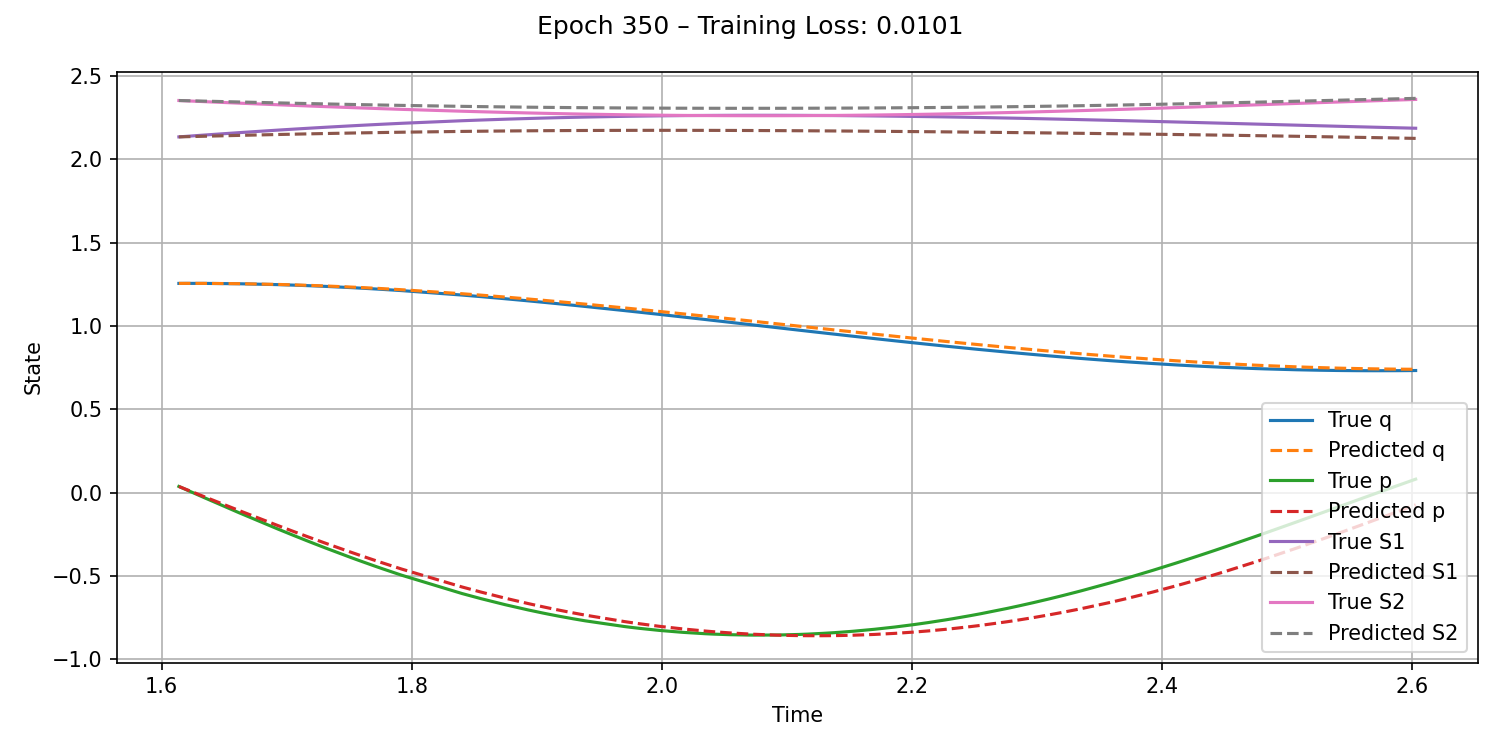 Epoch 350 – Training Loss: 0.0101
2.5
2.0
1.5
1.0
0.5
0.0
−0.5
−1.0
State
1.6
1.8
2.0
2.2
2.4
2.6
Time
True q
Predicted q
True p
Predicted p
True S1
Predicted S1
True S2
Predicted S2